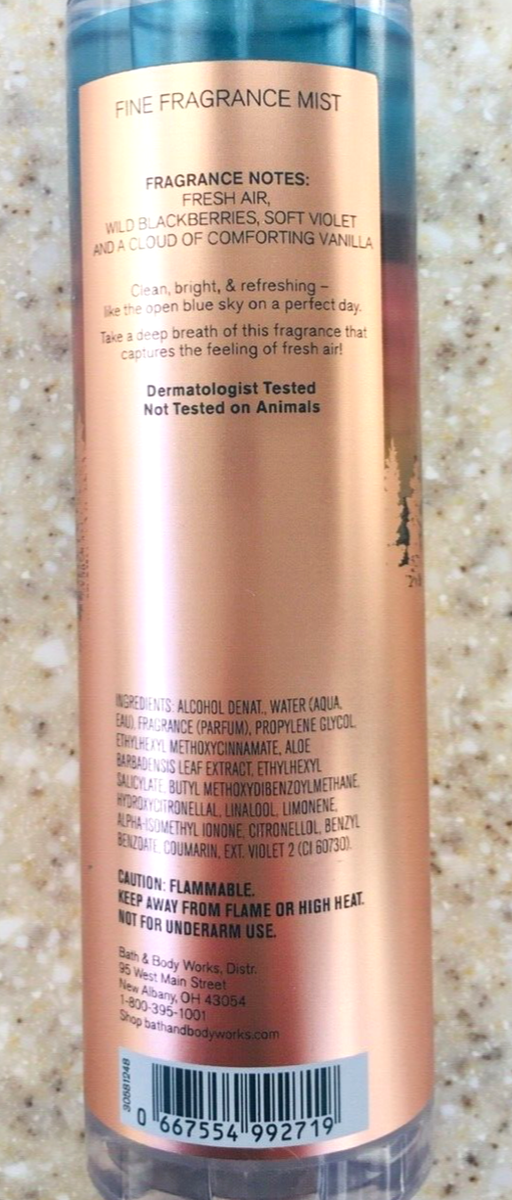 FINE FRAGRANCE MIST
FRAGRANCE NOTES:
FRESH AIR,
WILD BLACKBERRIES, SOFT VIOLET
AND A CLOUD OF COMFORTING VANILLA
Clean, bright, & refreshing –
like the open blue sky on a perfect day.
Take a deep breath of this fragrance that
captures the feeling of fresh air!
Dermatologist Tested
Not Tested on Animals
INGREDIENTS: ALCOHOL DENAT., WATER (AQUA,
EAU), FRAGRANCE (PARFUM), PROPYLENE GLYCOL,
ETHYLHEXYL METHOXYCINNAMATE, ALOE
BARBADENSIS LEAF EXTRACT, ETHYLHEXYL
SALICYLATE, BUTYL METHOXYDIBENZOYLMETHANE,
HYDROXYCITRONELLAL, LINALOOL, LIMONENE,
ALPHA-ISOMETHYL IONONE, CITRONELLOL, BENZYL
BENZOATE, COUMARIN, EXT. VIOLET 2 (CI 60730).
CAUTION: FLAMMABLE.
KEEP AWAY FROM FLAME OR HIGH HEAT.
NOT FOR UNDERARM USE.
Bath & Body Works, Distr.
95 West Main Street
New Albany, OH 43054
1-800-395-1001
Shop bathandbodyworks.com
30581248
0 667554 992719